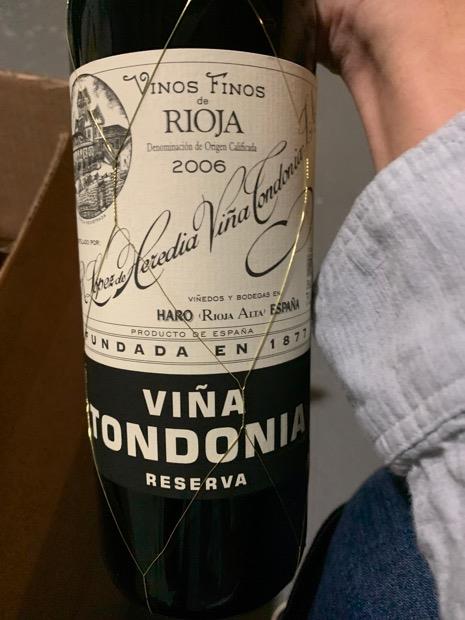 VINOS FINOS
de
RIOJA
Denominación de Origen Calificada
2006
López de Heredia Viña Tondonia
VIÑEDOS Y BODEGAS EN
HARO (RIOJA ALTA) ESPAÑA
PRODUCTO DE ESPAÑA
FUNDADA EN 1877
VIÑA
TONDONIA
RESERVA